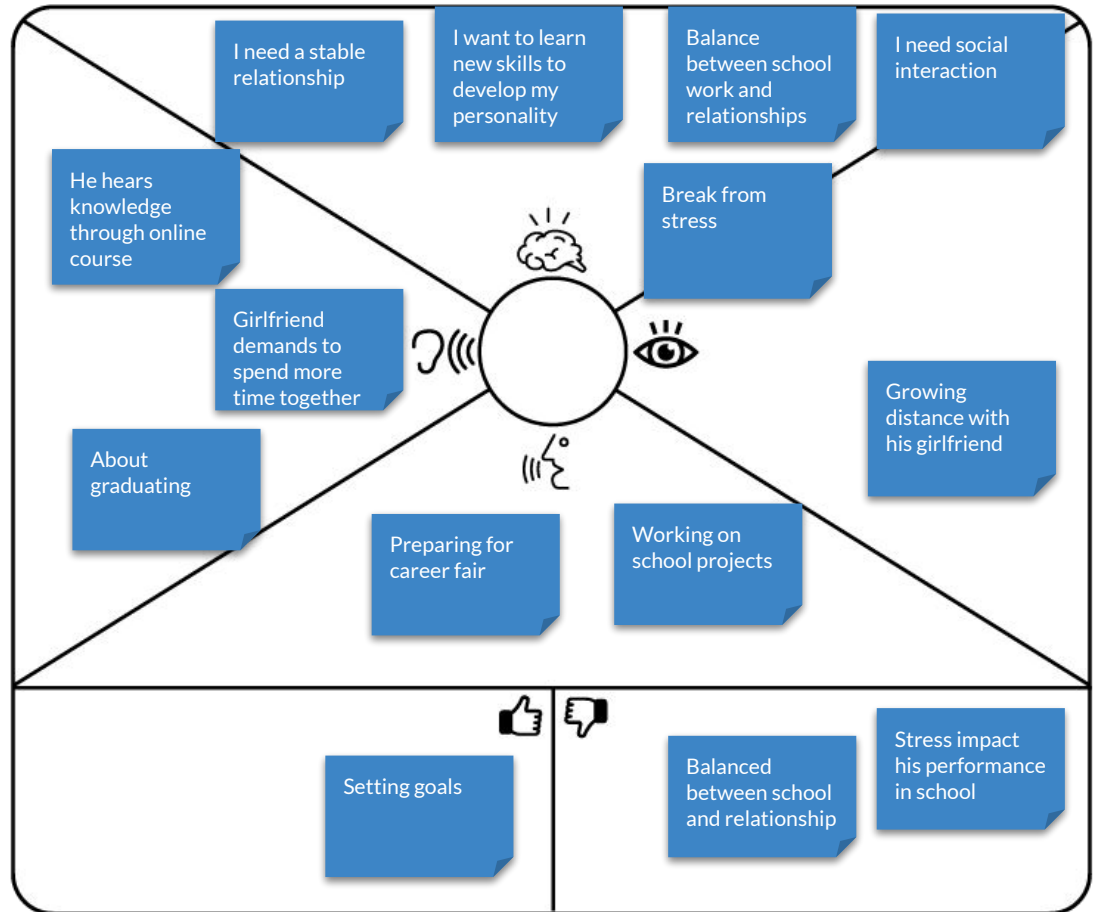 I need a stable
relationship
I want to learn
new skills to
develop my
personality
Balance
between school
work and
relationships
I need social
interaction
He hears
knowledge
through online
course
Break from
stress
Girlfriend
demands to
spend more
time together
Growing
distance with
his girlfriend
About
graduating
Preparing for
career fair
Working on
school projects
Setting goals
Balanced
between school
and relationship
Stress impact
his performance
in school